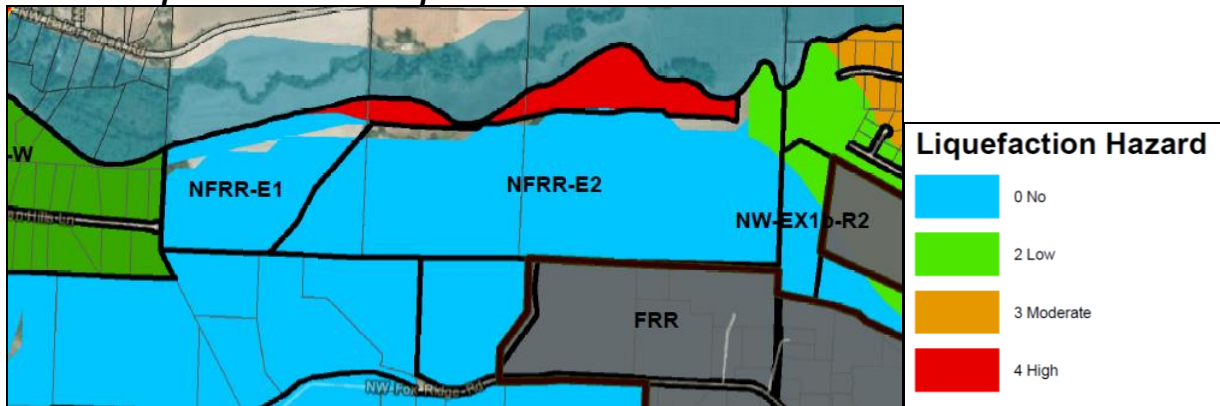 -W
NFRR-E1
NFRR-E2
NW-EX1b-R2
FRR
NW-Fox-Ridge-Rd
Liquefaction Hazard
0 No
2 Low
3 Moderate
4 High